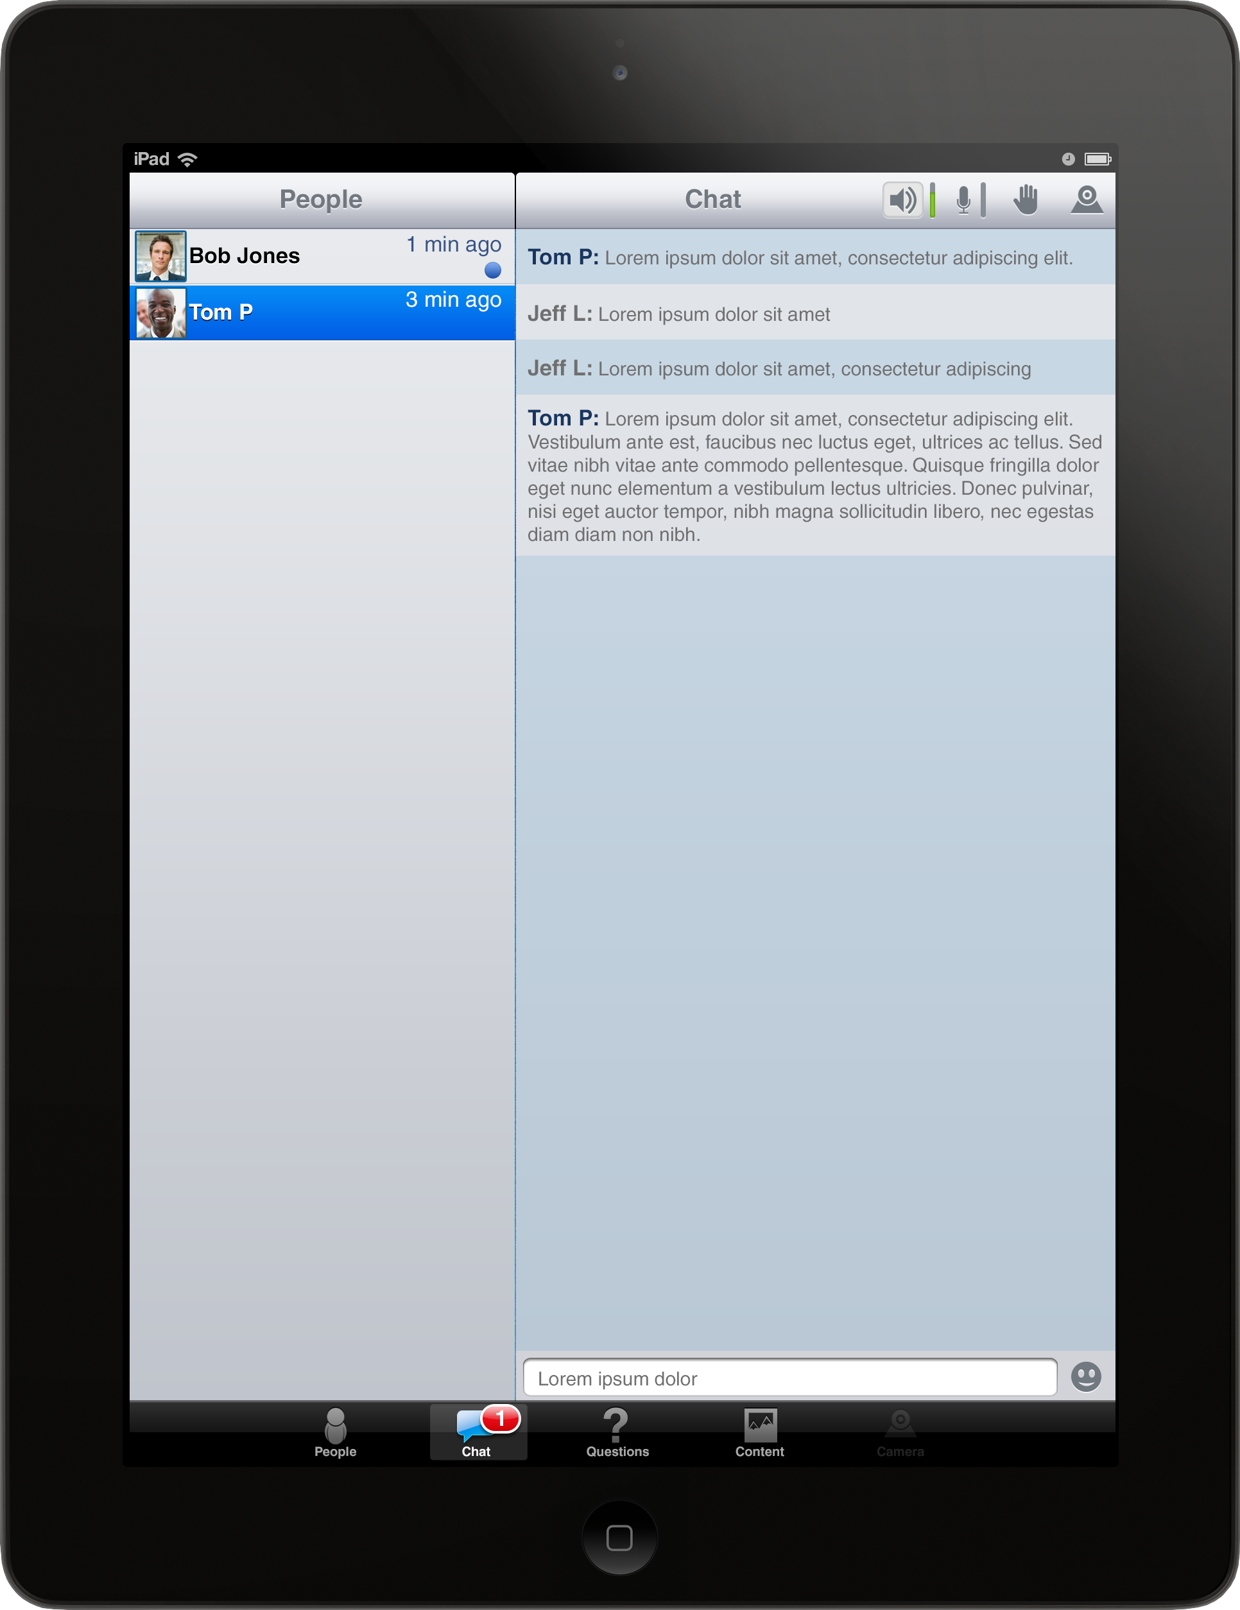 iPad
People
Chat
Bob Jones
1 min ago
Tom P
3 min ago
Tom P: Lorem ipsum dolor sit amet, consectetur adipiscing elit.
Jeff L: Lorem ipsum dolor sit amet
Jeff L: Lorem ipsum dolor sit amet, consectetur adipiscing
Tom P: Lorem ipsum dolor sit amet, consectetur adipiscing elit.
Vestibulum ante est, faucibus nec luctus eget, ultrices ac tellus. Sed
vitae nibh vitae ante commodo pellentesque. Quisque fringilla dolor
eget nunc elementum a vestibulum lectus ultricies. Donec pulvinar,
nisi eget auctor tempor, nibh magna sollicitudin libero, nec egestas
diam diam non nibh.
Lorem ipsum dolor
1
People
Chat
Questions
Content
Camera